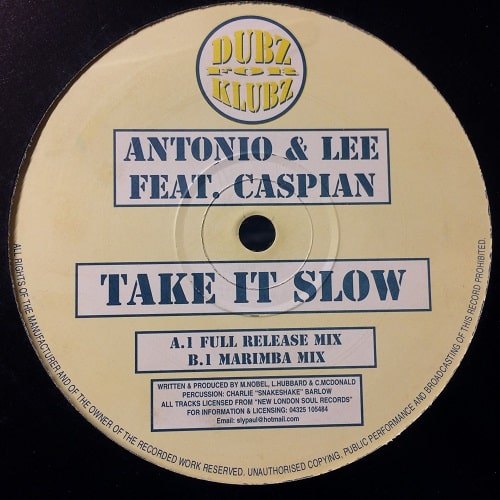 DUBZ
FOR
KLUBZ
ANTONIO & LEE
FEAT. CASPIAN
TAKE IT SLOW
A.1 FULL RELEASE MIX
B.1 MARIMBA MIX
WRITTEN & PRODUCED BY M.NOBEL, L.HUBBARD & C.MCDONALD
PERCUSSION: CHARLIE "SNAKESHAKE" BARLOW
ALL TRACKS LICENSED FROM "NEW LONDON SOUL RECORDS"
FOR INFORMATION & LICENSING: 04325 105484
Email: slypaul@hotmail.com
ALL RIGHTS OF THE MANUFACTURER AND OF THE OWNER OF THE RECORDED WORK RESERVED. UNAUTHORISED COPYING, PUBLIC PERFORMANCE AND BROADCASTING OF THIS RECORD PROHIBITED.